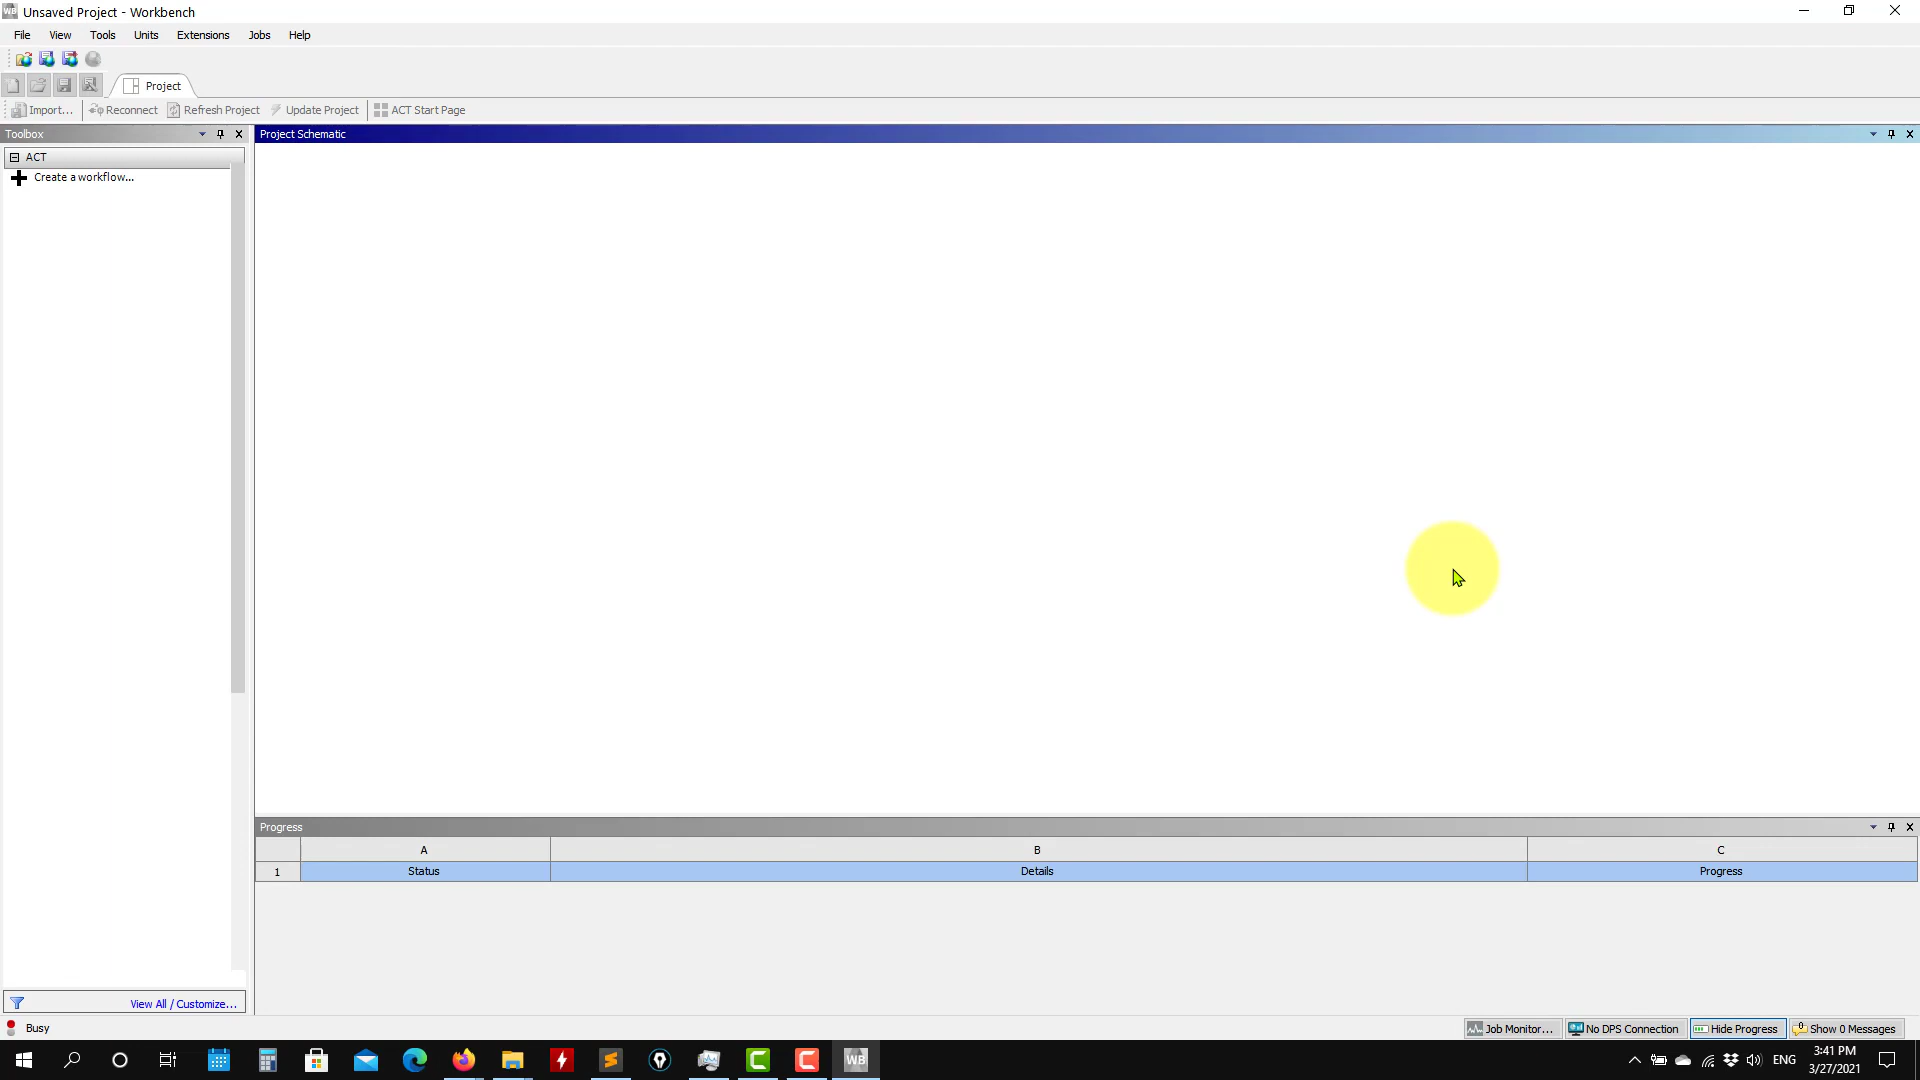 Unsaved Project - Workbench
File View Tools Units Extensions Jobs Help
Project
Import... Reconnect Refresh Project Update Project ACT Start Page
Toolbox
Project Schematic
ACT
Create a workflow...
Progress
A B C
1 Status Details Progress
View All / Customize...
Busy
Job Monitor... No DPS Connection Hide Progress Show 0 Messages
WB
ENG
3:41 PM
3/27/2021